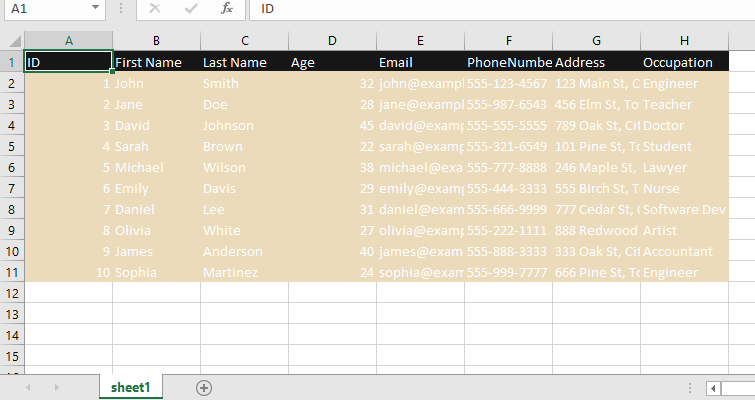 A1 fx ID
A B C D E F G H
1 ID First Name Last Name Age Email PhoneNumbe Address Occupation
2 1 John Smith 32 john@exampl 555-123-4567 123 Main St, C Engineer
3 2 Jane Doe 28 jane@exampl 555-987-6543 456 Elm St, To Teacher
4 3 David Johnson 45 david@examp 555-555-5555 789 Oak St, Cit Doctor
5 4 Sarah Brown 22 sarah@examp 555-321-6549 101 Pine St, To Student
6 5 Michael Wilson 38 michael@exa 555-777-8888 246 Maple St, Lawyer
7 6 Emily Davis 29 emily@examp 555-444-3333 555 Birch St, T Nurse
8 7 Daniel Lee 31 daniel@exam 555-666-9999 777 Cedar St, Software Dev
9 8 Olivia White 27 olivia@examp 555-222-1111 888 Redwood Artist
10 9 James Anderson 40 james@exam 555-888-3333 333 Oak St, Cit Accountant
11 10 Sophia Martinez 24 sophia@exam 555-999-7777 666 Pine St, To Engineer
12
13
14
15
sheet1